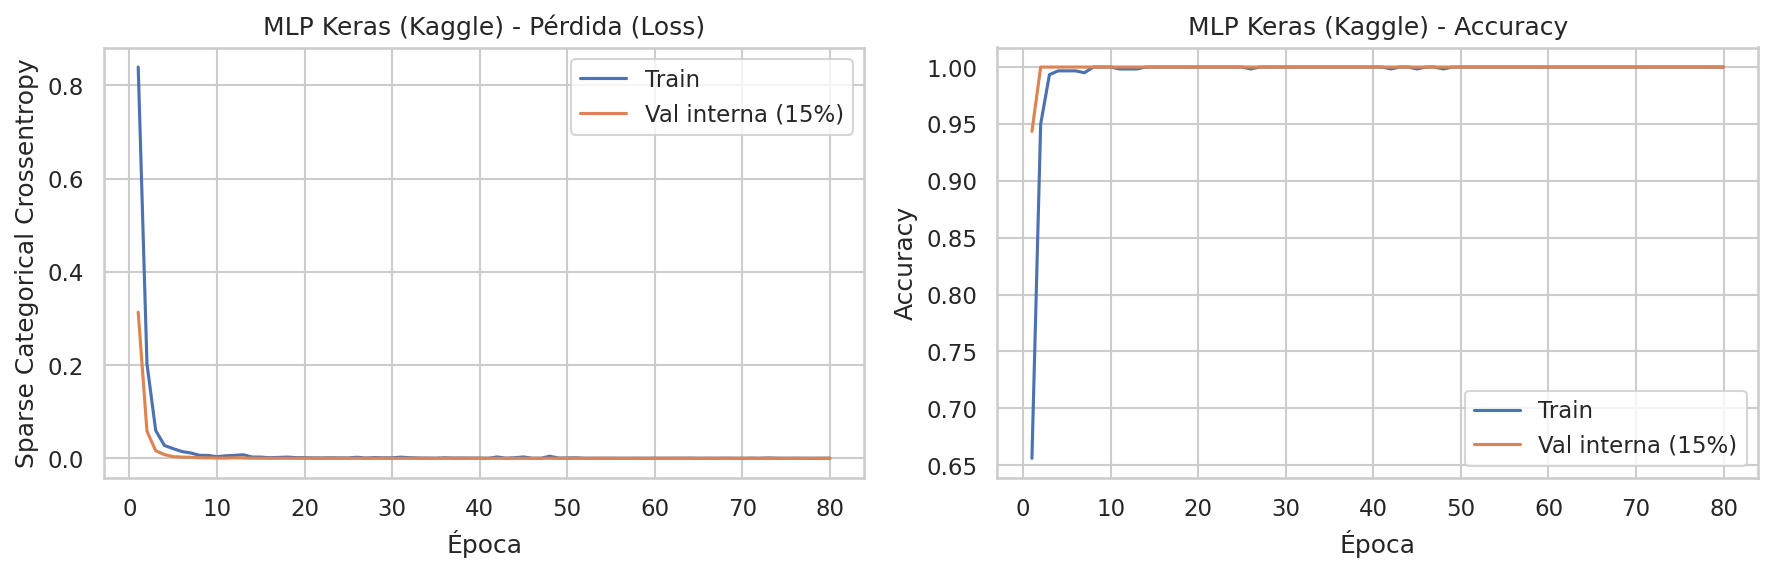 MLP Keras (Kaggle) - Pérdida (Loss)
Sparse Categorical Crossentropy
0.8
0.6
0.4
0.2
0.0
Train
Val interna (15%)
0 10 20 30 40 50 60 70 80
Época
MLP Keras (Kaggle) - Accuracy
Accuracy
1.00
0.95
0.90
0.85
0.80
0.75
0.70
0.65
Train
Val interna (15%)
0 10 20 30 40 50 60 70 80
Época